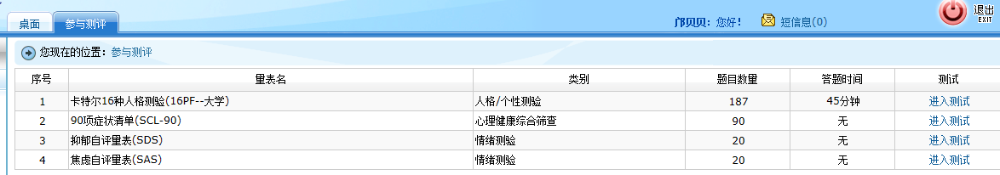 桌面 参与测评 邝贝贝：您好！ 短信息(0) 退出
EXIT
您现在的位置：参与测评
序号 量表名 类别 题目数量 答题时间 测试
1 卡特尔16种人格测验(16PF--大学) 人格/个性测验 187 45分钟 进入测试
2 90项症状清单(SCL-90) 心理健康综合筛查 90 无 进入测试
3 抑郁自评量表(SDS) 情绪测验 20 无 进入测试
4 焦虑自评量表(SAS) 情绪测验 20 无 进入测试